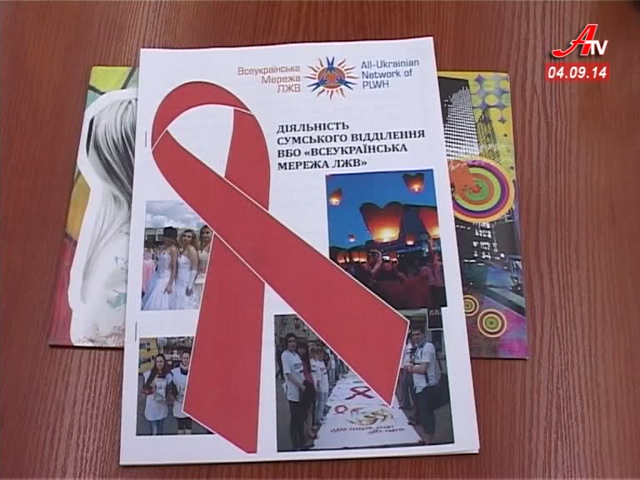 ATV
04.09.14
Всеукраїнська
Мережа
ЛЖВ
All-Ukrainian
Network of
PLWH
ДІЯЛЬНІСТЬ
СУМСЬКОГО ВІДДІЛЕННЯ
ВБО «ВСЕУКРАЇНСЬКА
МЕРЕЖА ЛЖВ»